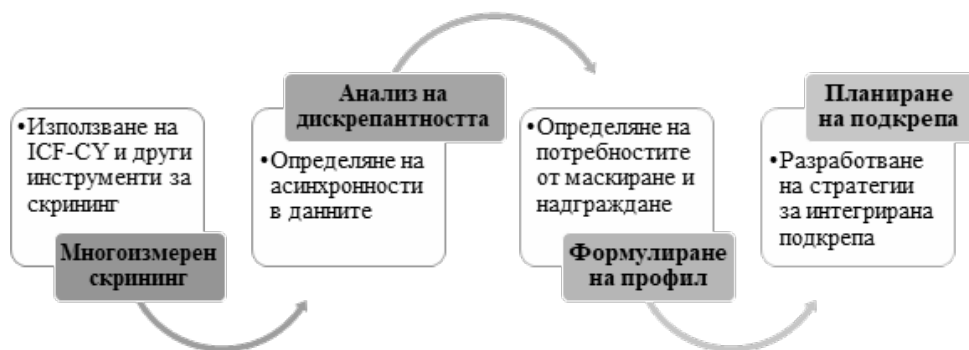 •Използване на
ICF-CY и други
инструменти за
скрининг
Многоизмерен
скрининг
Анализ на
дискрепантността
•Определяне на
асинхронности
в данните
•Определяне на
потребностите
от маскиране и
надграждане
Формулиране
на профил
Планиране
на подкрепа
•Разработване
на стратегии
за интегрирана
подкрепа